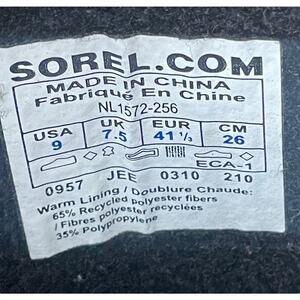 SOREL.COM
MADE IN CHINA
Fabriqué En Chine
NL1572-256
USA UK EUR CM
9 7.5 41 1/3 26
ECA-1
0957 JEE 0310 210
Warm Lining / Doublure Chaude:
65% Recycled polyester fibers
/ Fibres polyester recyclées
35% Polypropylene